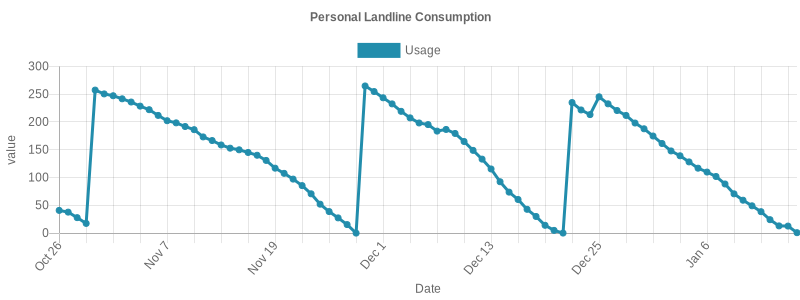 Personal Landline Consumption
Usage
300
250
200
150
100
50
0
value
Oct 26
Nov 7
Nov 19
Dec 1
Dec 13
Dec 25
Jan 6
Date